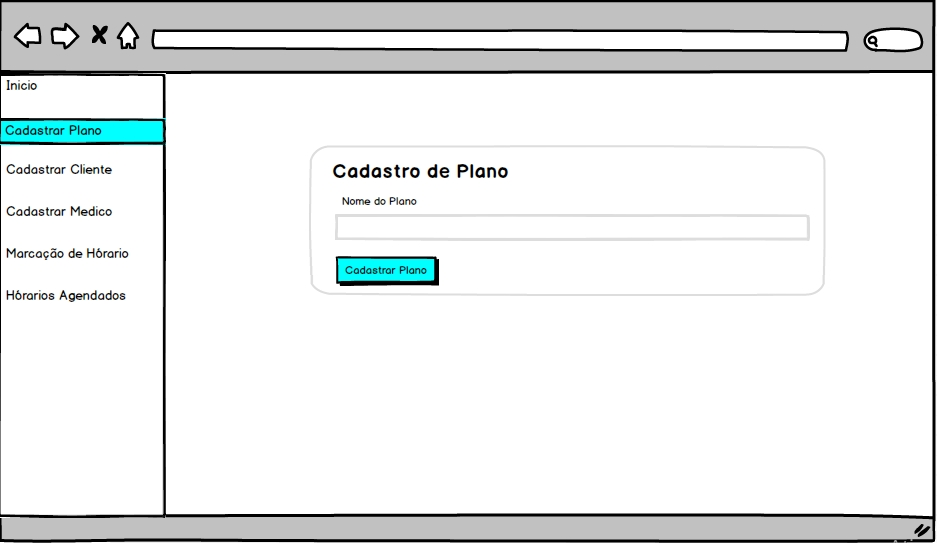 Inicio
Cadastrar Plano
Cadastrar Cliente
Cadastrar Medico
Marcação de Hórario
Hórarios Agendados
Cadastro de Plano
Nome do Plano
Cadastrar Plano